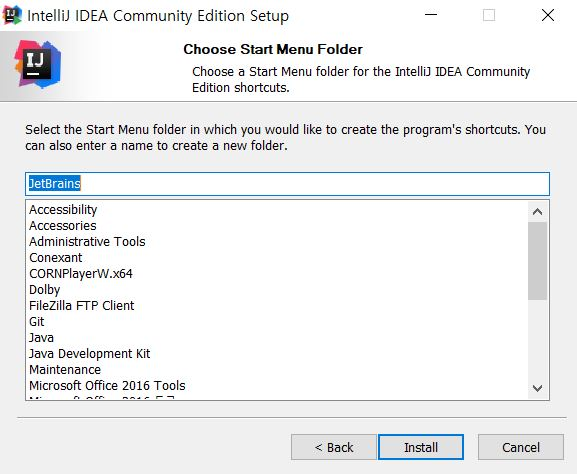 IntelliJ IDEA Community Edition Setup
IJ
Choose Start Menu Folder
Choose a Start Menu folder for the IntelliJ IDEA Community
Edition shortcuts.
Select the Start Menu folder in which you would like to create the program's shortcuts. You
can also enter a name to create a new folder.
JetBrains
Accessibility
Accessories
Administrative Tools
Conexant
CORNPlayerW.x64
Dolby
FileZilla FTP Client
Git
Java
Java Development Kit
Maintenance
Microsoft Office 2016 Tools
Microsoft Office 2016
< Back
Install
Cancel